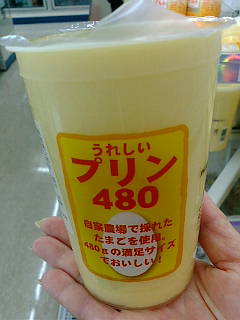 うれしい
プリン
480
自家農場で採れた
たまごを使用。
480gの満足サイズ
でおいしい!